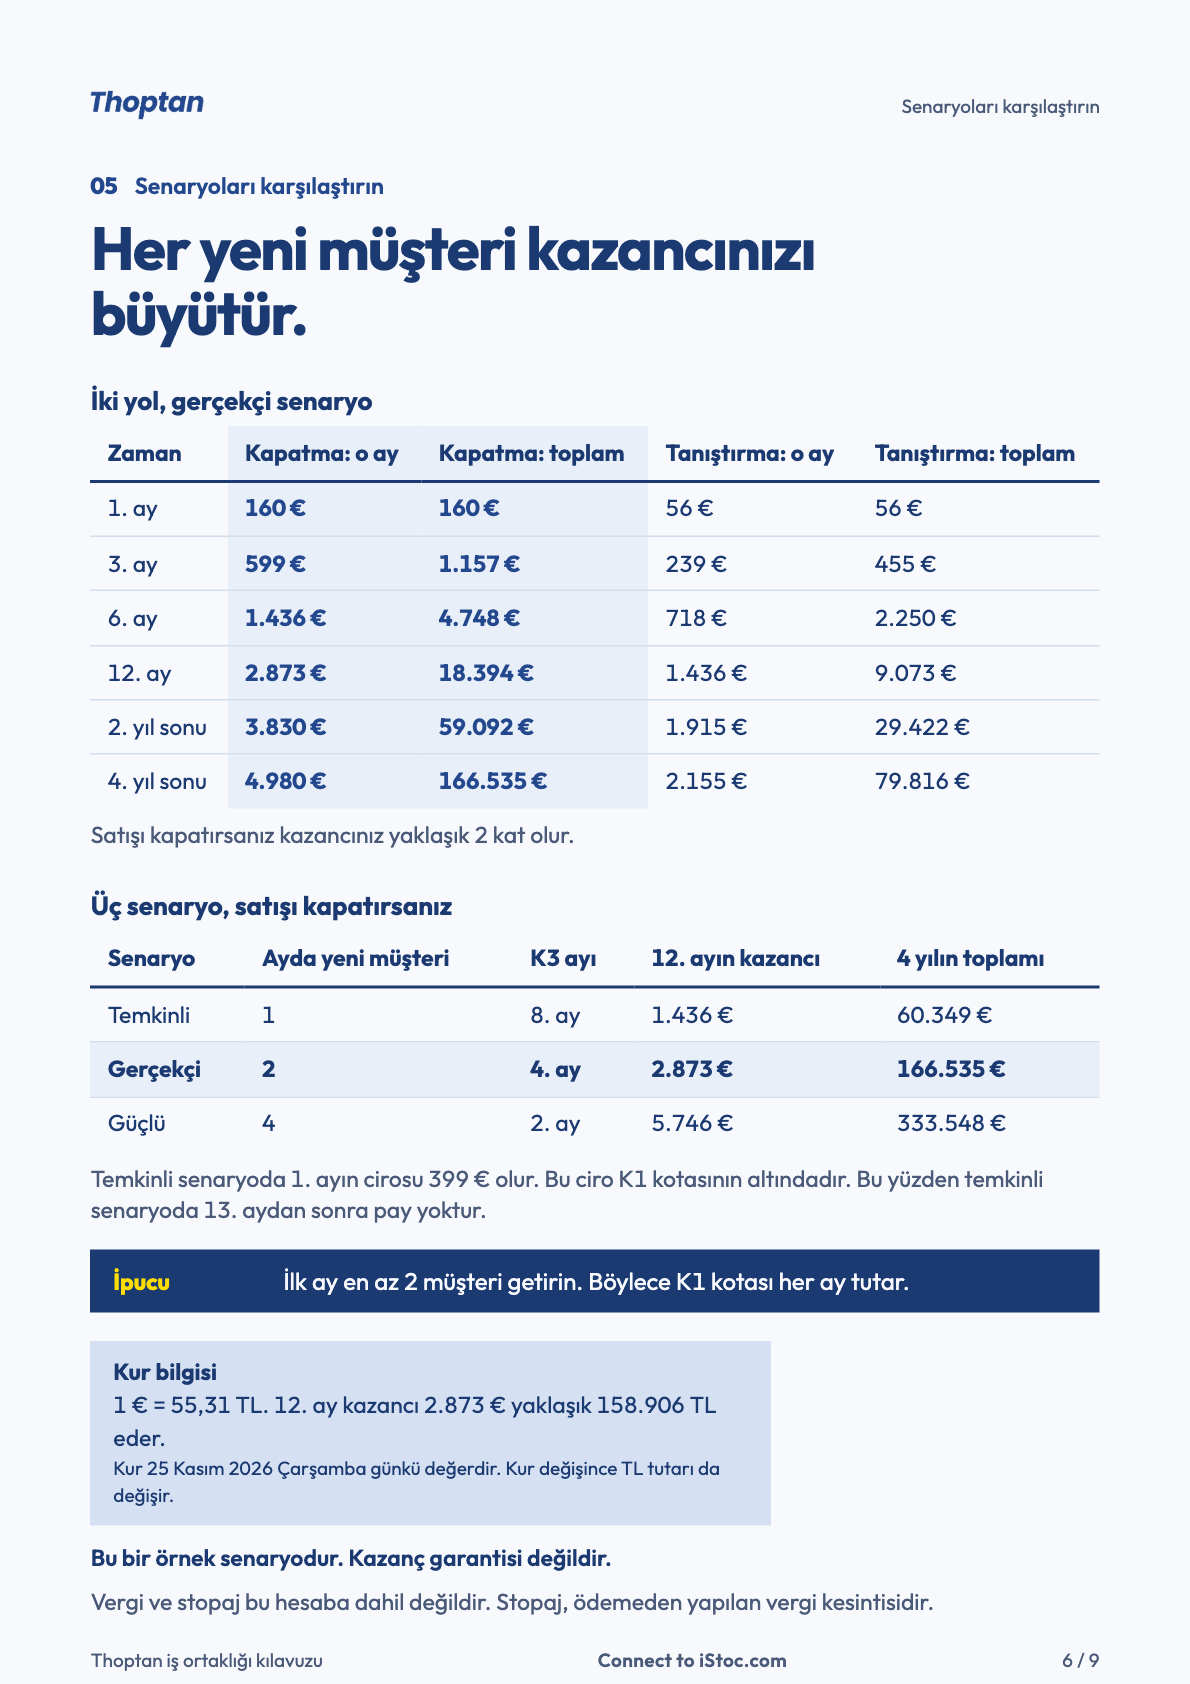 Thoptan
Senaryoları karşılaştırın
05 Senaryoları karşılaştırın
Her yeni müşteri kazancınızı
büyütür.
İki yol, gerçekçi senaryo
Zaman Kapatma: o ay Kapatma: toplam Tanıştırma: o ay Tanıştırma: toplam
1. ay 160 € 160 € 56 € 56 €
3. ay 599 € 1.157 € 239 € 455 €
6. ay 1.436 € 4.748 € 718 € 2.250 €
12. ay 2.873 € 18.394 € 1.436 € 9.073 €
2. yıl sonu 3.830 € 59.092 € 1.915 € 29.422 €
4. yıl sonu 4.980 € 166.535 € 2.155 € 79.816 €
Satışı kapatırsanız kazancınız yaklaşık 2 kat olur.
Üç senaryo, satışı kapatırsanız
Senaryo Ayda yeni müşteri K3 ayı 12. ayın kazancı 4 yılın toplamı
Temkinli 1 8. ay 1.436 € 60.349 €
Gerçekçi 2 4. ay 2.873 € 166.535 €
Güçlü 4 2. ay 5.746 € 333.548 €
Temkinli senaryoda 1. ayın cirosu 399 € olur. Bu ciro K1 kotasının altındadır. Bu yüzden temkinli
senaryoda 13. aydan sonra pay yoktur.
İpucu İlk ay en az 2 müşteri getirin. Böylece K1 kotası her ay tutar.
Kur bilgisi
1 € = 55,31 TL. 12. ay kazancı 2.873 € yaklaşık 158.906 TL
eder.
Kur 25 Kasım 2026 Çarşamba günkü değerdir. Kur değişince TL tutarı da
değişir.
Bu bir örnek senaryodur. Kazanç garantisi değildir.
Vergi ve stopaj bu hesaba dahil değildir. Stopaj, ödemeden yapılan vergi kesintisidir.
Thoptan iş ortaklığı kılavuzu Connect to iStoc.com 6 / 9